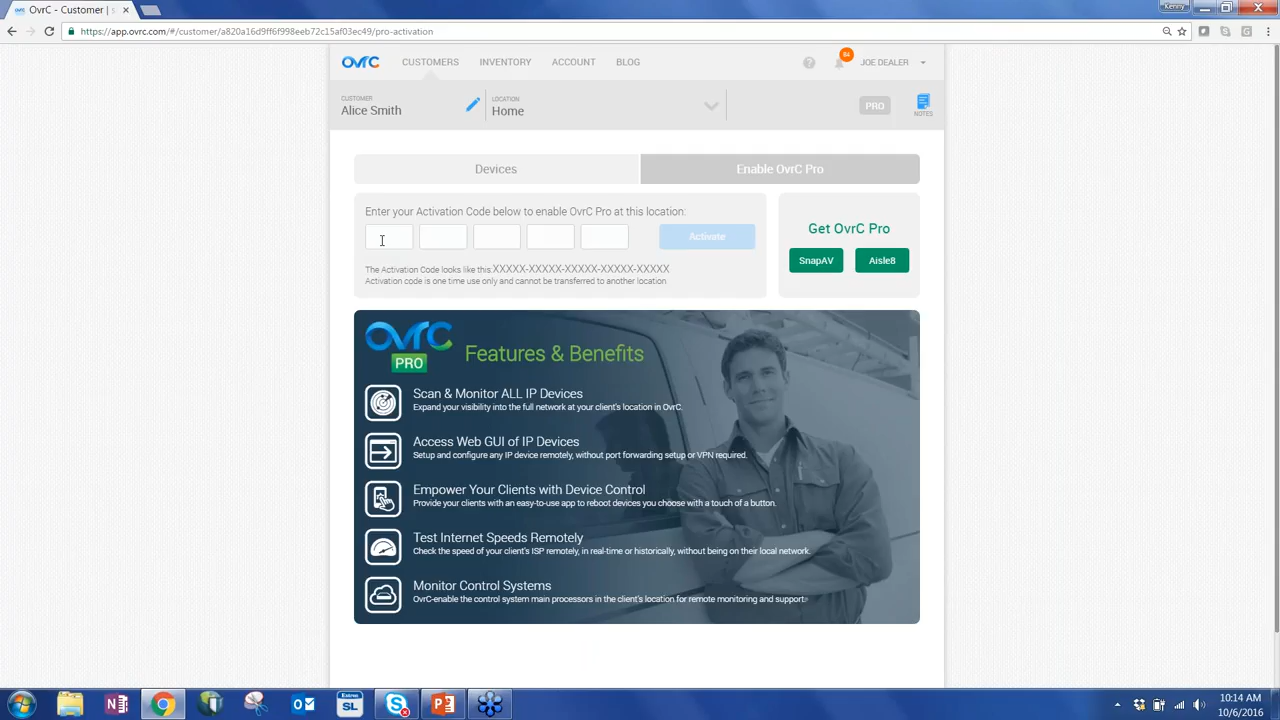 OvrC - Customer | s
Kenny
https://app.ovrc.com/#/customer/a820a16d9ff6f998eeb72c15af03ec49/pro-activation
OvrC
CUSTOMERS
INVENTORY
ACCOUNT
BLOG
?
84
JOE DEALER
CUSTOMER
Alice Smith
LOCATION
Home
PRO
NOTES
Devices
Enable OvrC Pro
Enter your Activation Code below to enable OvrC Pro at this location:
Activate
The Activation Code looks like this:XXXXX-XXXXX-XXXXX-XXXXX-XXXXX
Activation code is one time use only and cannot be transferred to another location
Get OvrC Pro
SnapAV
Aisle8
OvrC
PRO
Features & Benefits
Scan & Monitor ALL IP Devices
Expand your visibility into the full network at your client's location in OvrC.
Access Web GUI of IP Devices
Setup and configure any IP device remotely, without port forwarding setup or VPN required.
Empower Your Clients with Device Control
Provide your clients with an easy-to-use app to reboot devices you choose with a touch of a button.
Test Internet Speeds Remotely
Check the speed of your client's ISP remotely, in real-time or historically, without being on their local network.
Monitor Control Systems
OvrC-enable the control system main processors in the client's location for remote monitoring and support.
Extron
SL
10:14 AM
10/6/2016